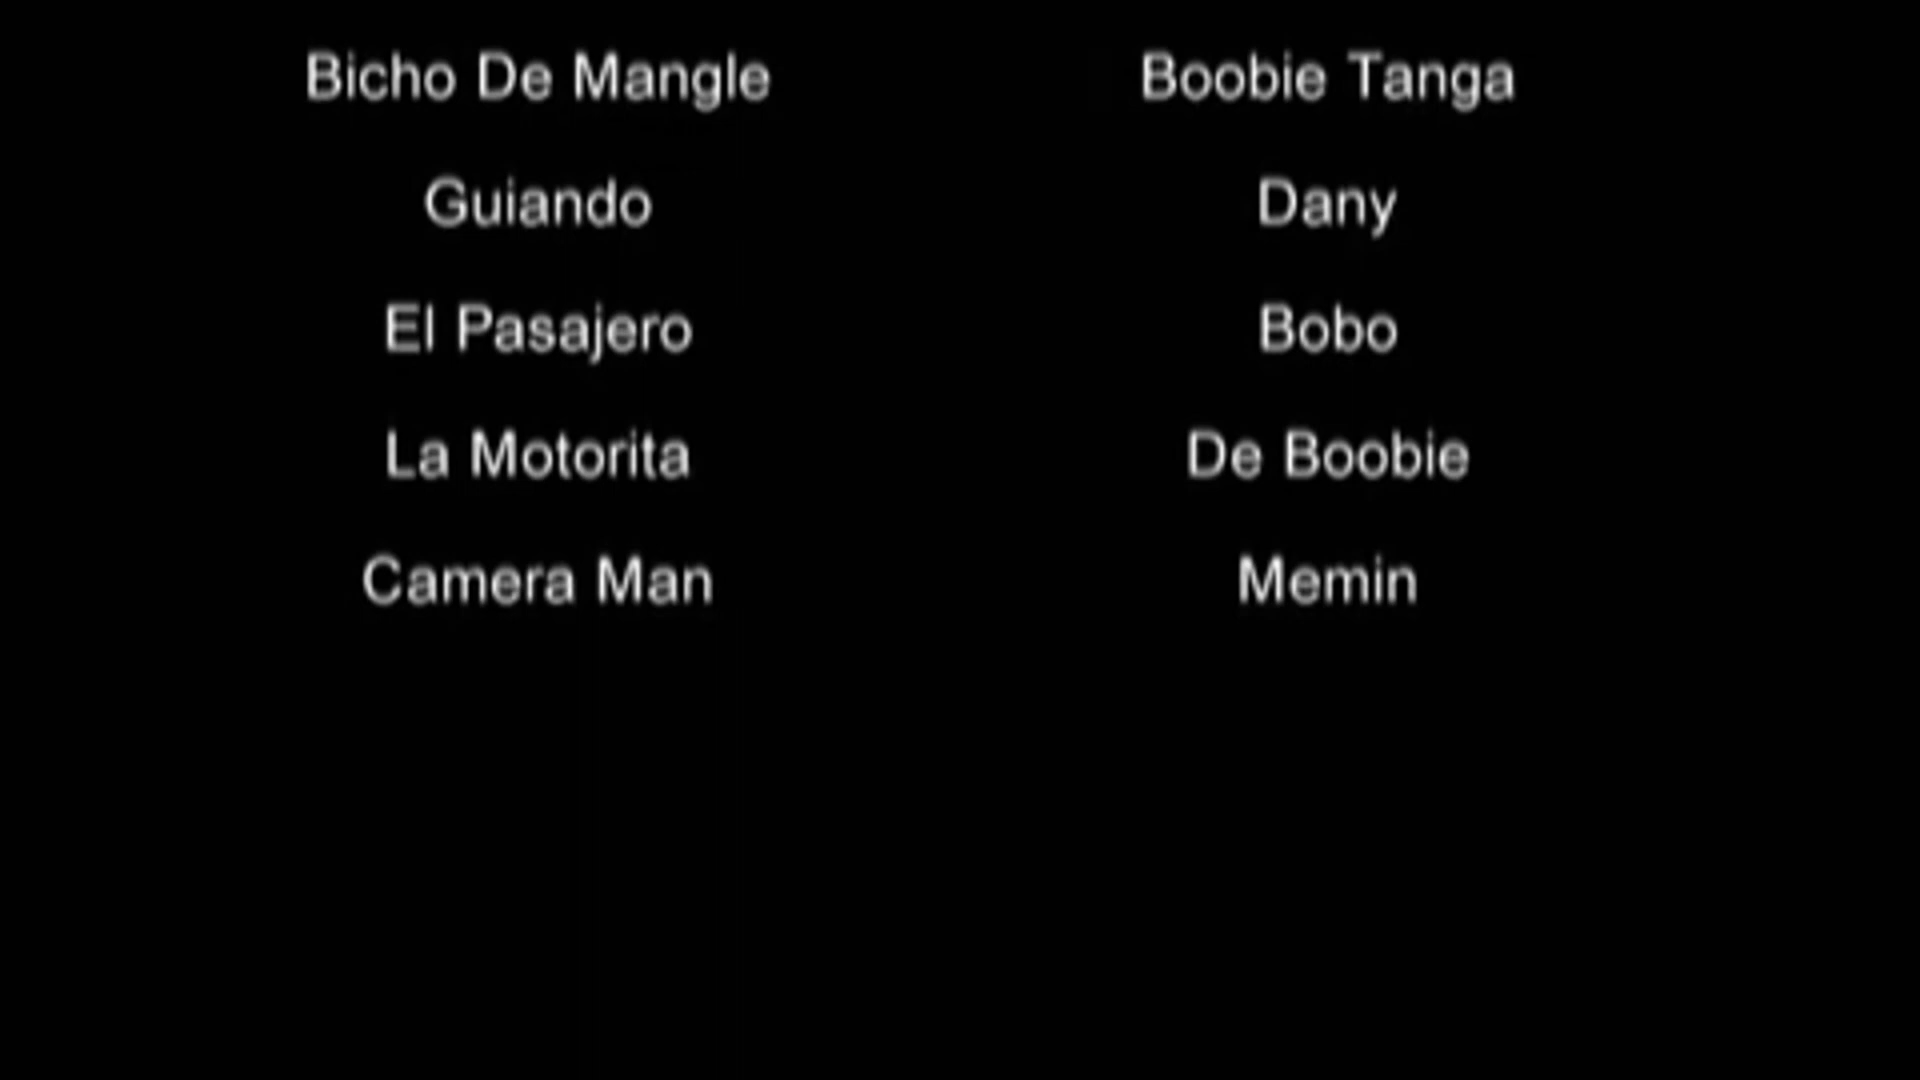 Bicho De Mangle Boobie Tanga
Guiando Dany
El Pasajero Bobo
La Motorita De Boobie
Camera Man Memin